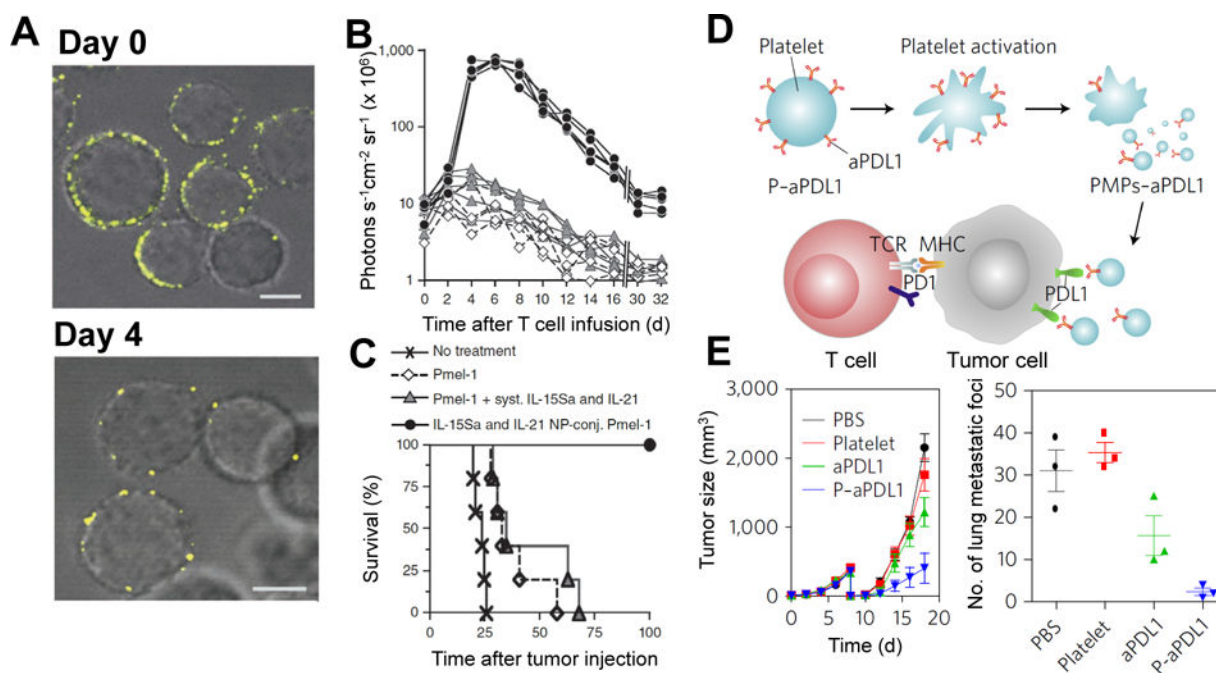 A
Day 0
Day 4
B
Photons s⁻¹cm⁻² sr⁻¹ (x 10⁶)
1,000
100
10
1
0 2 4 6 8 10 12 14 16 30 32
Time after T cell infusion (d)
C
No treatment
Pmel-1
Pmel-1 + syst. IL-15Sa and IL-21
IL-15Sa and IL-21 NP-conj. Pmel-1
Survival (%)
100
80
60
40
20
0
0 25 50 75 100
Time after tumor injection
D
Platelet
Platelet activation
aPDL1
P-aPDL1
PMPs-aPDL1
TCR MHC
PD1
PDL1
T cell
Tumor cell
E
Tumor size (mm³)
3,000
2,000
1,000
0
PBS
Platelet
aPDL1
P-aPDL1
0 5 10 15 20
Time (d)
No. of lung metastatic foci
50
40
30
20
10
0
PBS
Platelet
aPDL1
P-aPDL1